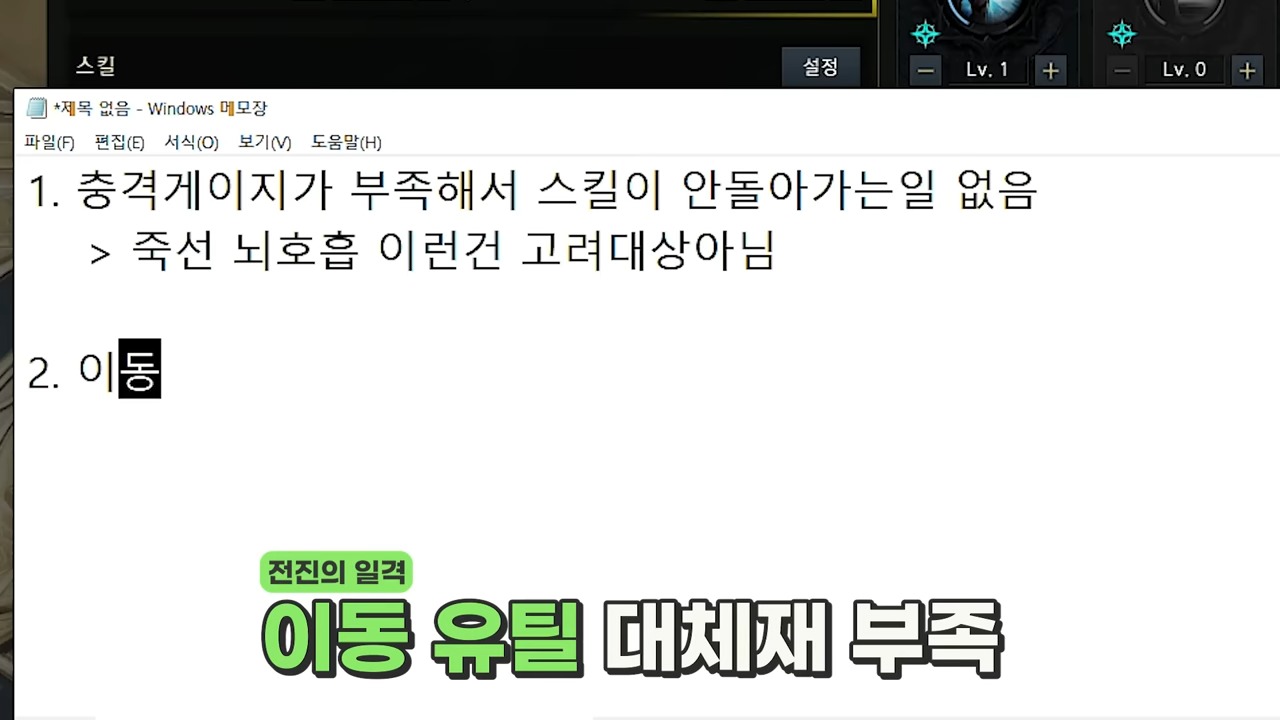 스킬
설정
Lv. 1
Lv. 0
*제목 없음 - Windows 메모장
파일(F) 편집(E) 서식(O) 보기(V) 도움말(H)
1. 충격게이지가 부족해서 스킬이 안돌아가는일 없음
> 죽선 뇌호흡 이런건 고려대상아님
2. 이동
전진의 일격
이동 유틸 대체재 부족